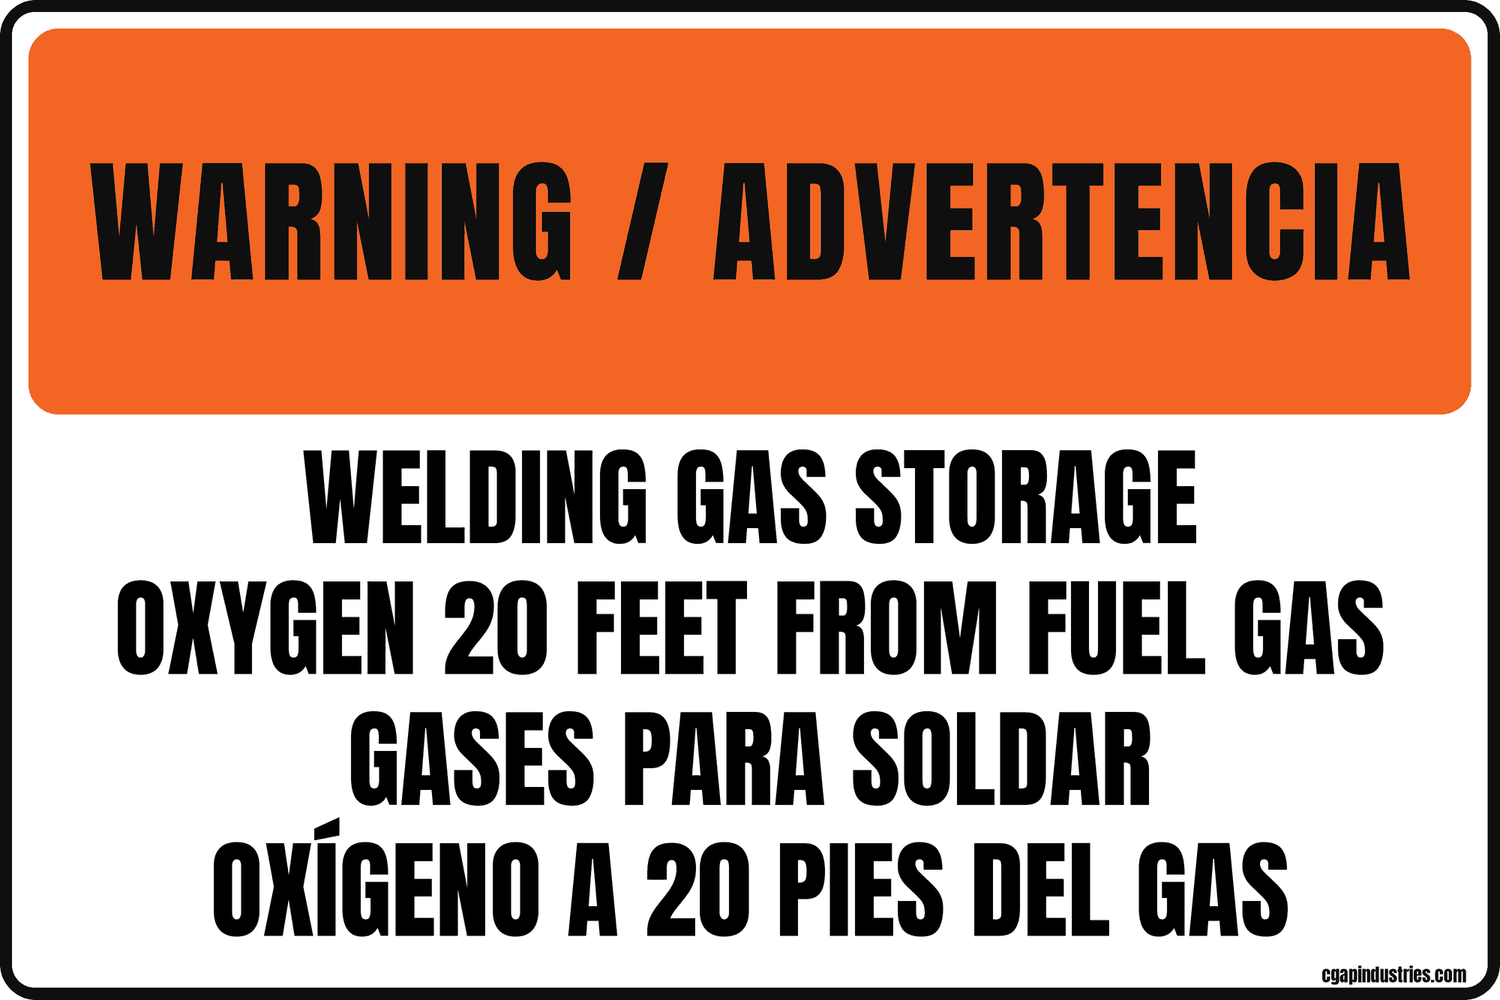 WARNING / ADVERTENCIA
WELDING GAS STORAGE
OXYGEN 20 FEET FROM FUEL GAS
GASES PARA SOLDAR
OXÍGENO A 20 PIES DEL GAS
cgapindustries.com